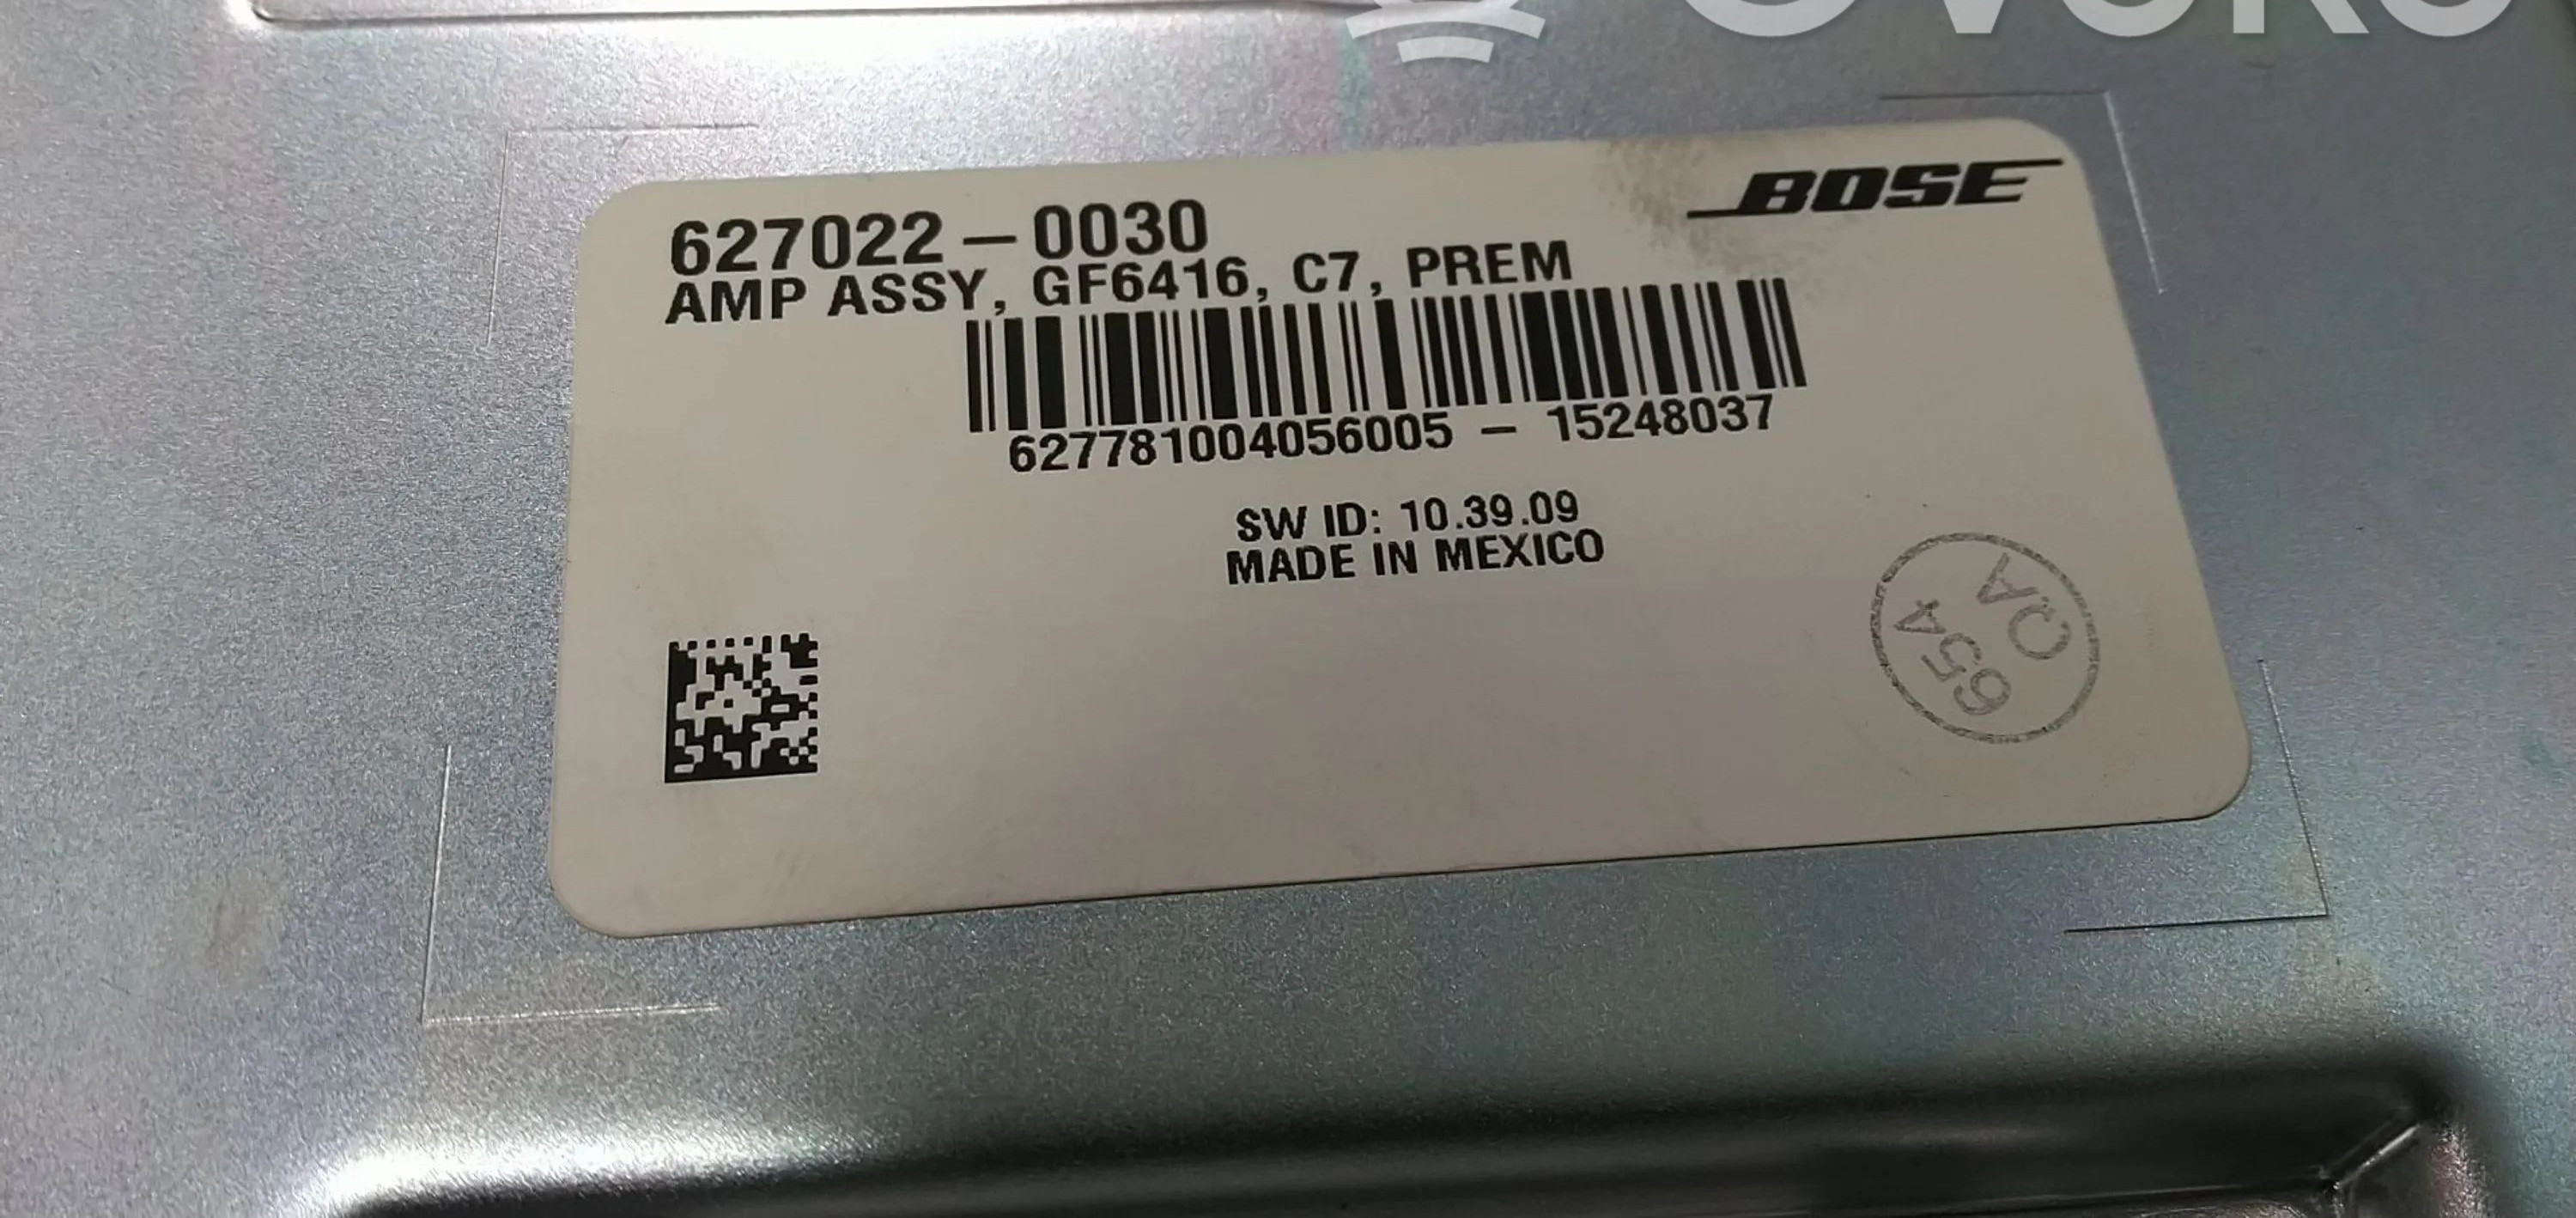 BOSE
627022-0030
AMP ASSY, GF6416, C7, PREM
627781004056005 - 15248037
SW ID: 10.39.09
MADE IN MEXICO
QA
654